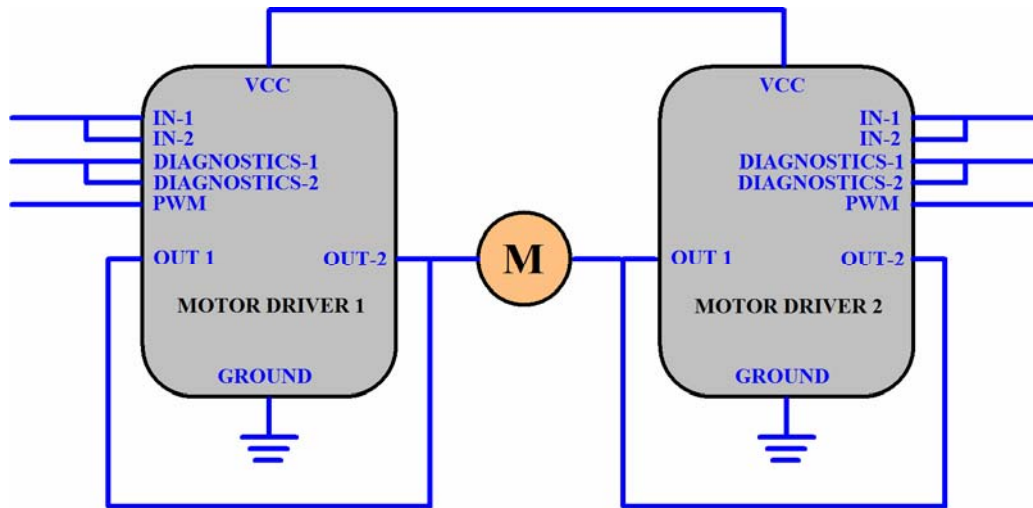 VCC
IN-1
IN-2
DIAGNOSTICS-1
DIAGNOSTICS-2
PWM
OUT 1
OUT-2
MOTOR DRIVER 1
GROUND
M
VCC
IN-1
IN-2
DIAGNOSTICS-1
DIAGNOSTICS-2
PWM
OUT 1
OUT-2
MOTOR DRIVER 2
GROUND